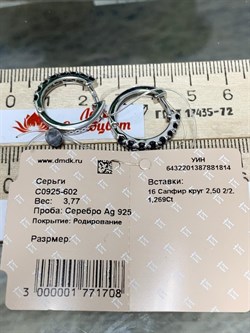 ГОСТ 17435-72
www.dmdk.ru
УИН
6432201387881814
Серьги
С0925-602
Вес: 3,77
Проба: Серебро Ag 925
Покрытие: Родирование
Размер:
Вставки:
16 Сапфир круг 2,50 2/2,
1,269Ct
3 000001 771708